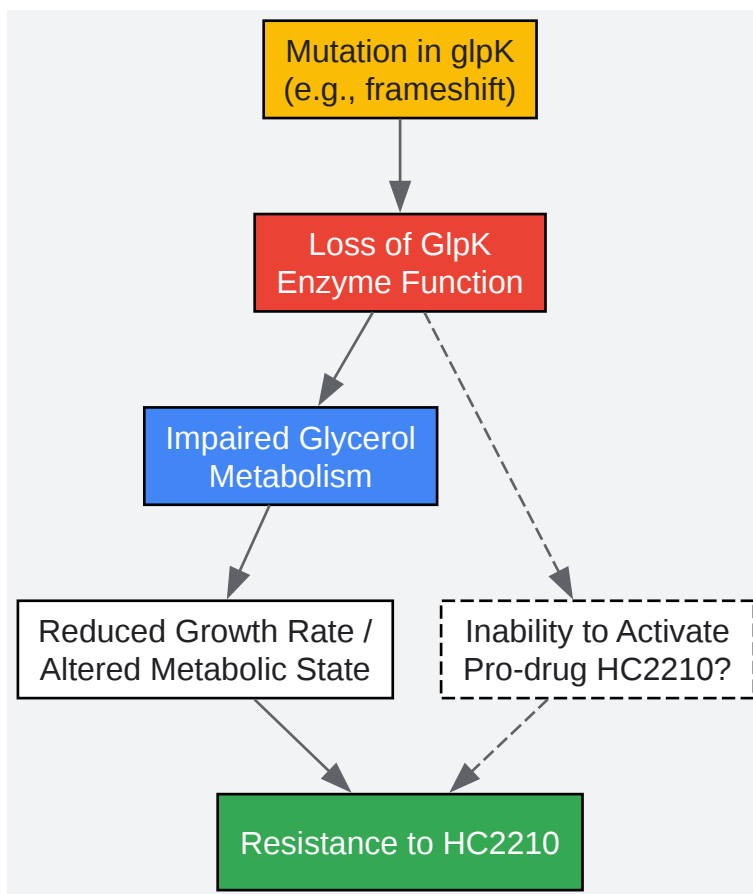 Mutation in glpK
(e.g., frameshift)
Loss of GlpK
Enzyme Function
Impaired Glycerol
Metabolism
Reduced Growth Rate /
Altered Metabolic State
Inability to Activate
Pro-drug HC2210?
Resistance to HC2210